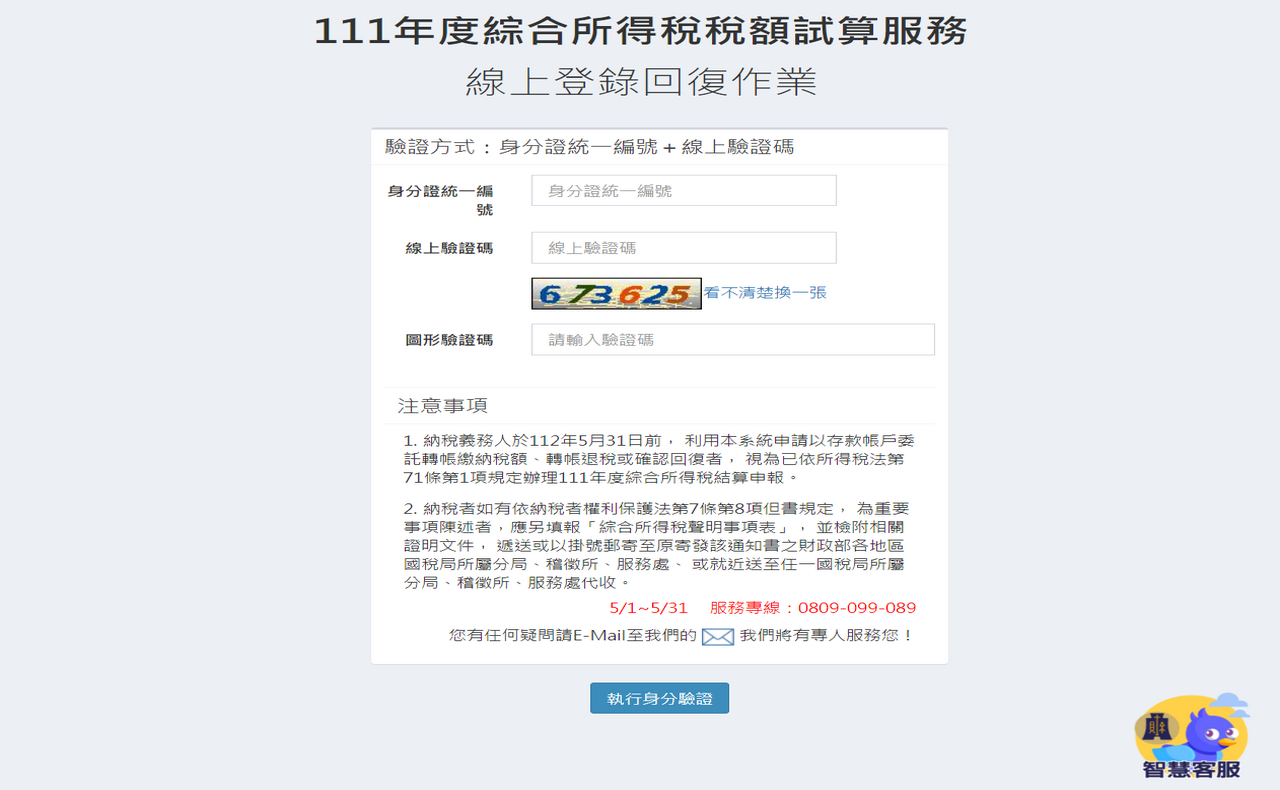 111年度綜合所得稅稅額試算服務
線上登錄回復作業
驗證方式：身分證統一編號＋線上驗證碼
身分證統一編
號
身分證統一編號
線上驗證碼
線上驗證碼
673625 看不清楚換一張
圖形驗證碼
請輸入驗證碼
注意事項
1. 納稅義務人於112年5月31日前， 利用本系統申請以存款帳戶委
託轉帳繳納稅額、轉帳退稅或確認回復者， 視為已依所得稅法第
71條第1項規定辦理111年度綜合所得稅結算申報。
2. 納稅者如有依納稅者權利保護法第7條第8項但書規定， 為重要
事項陳述者，應另填報「綜合所得稅聲明事項表」， 並檢附相關
證明文件， 遞送或以掛號郵寄至原寄發該通知書之財政部各地區
國稅局所屬分局、稽徵所、服務處、 或就近送至任一國稅局所屬
分局、稽徵所、服務處代收。
5/1~5/31 服務專線：0809-099-089
您有任何疑問請E-Mail至我們的 我們將有專人服務您！
執行身分驗證
智慧客服